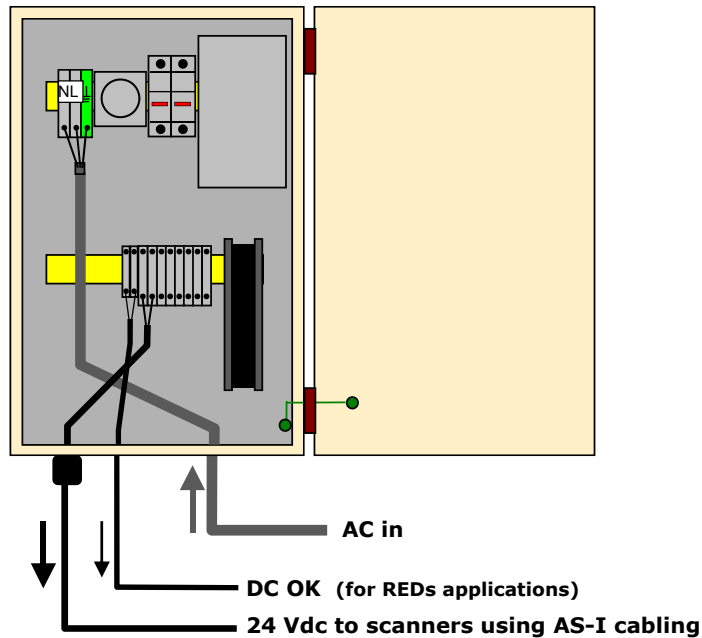 NL
AC in
DC OK (for REDs applications)
24 Vdc to scanners using AS-I cabling